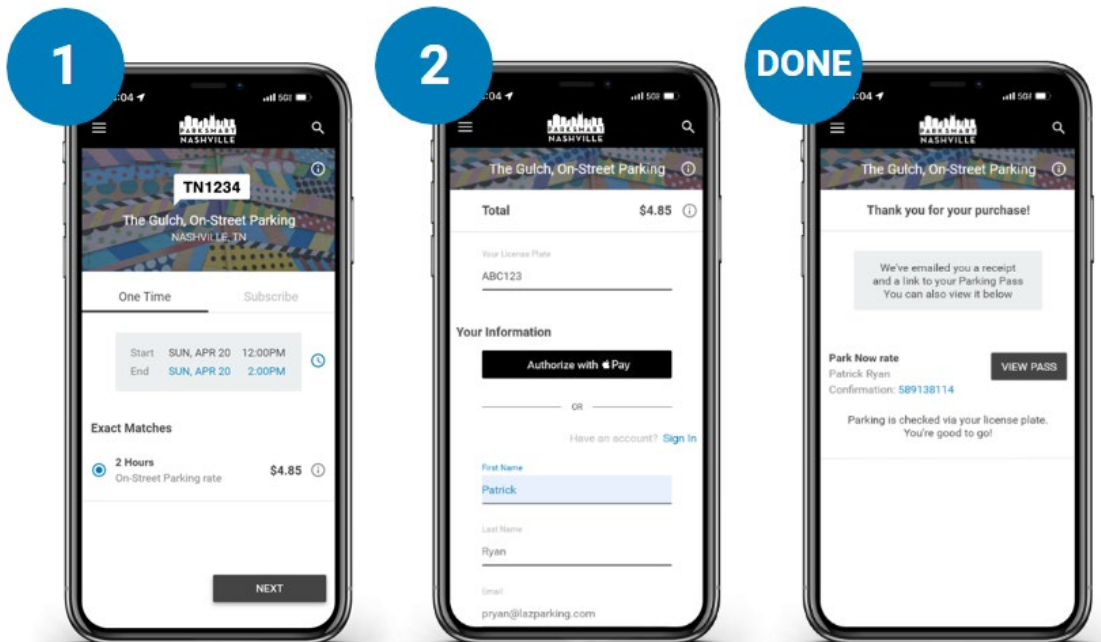 1
:04
5GE
PARKSMART
NASHVILLE
TN1234
The Gulch, On-Street Parking
NASHVILLE, TN
One Time Subscribe
Start SUN, APR 20 12:00PM
End SUN, APR 20 2:00PM
Exact Matches
2 Hours
On-Street Parking rate $4.85
NEXT
2
:04
5GE
PARKSMART
NASHVILLE
The Gulch, On-Street Parking
Total $4.85
Your License Plate
ABC123
Your Information
Authorize with Pay
OR
Have an account? Sign In
First Name
Patrick
Last Name
Ryan
Email
pryan@lazparking.com
DONE
:04
5GE
PARKSMART
NASHVILLE
The Gulch, On-Street Parking
Thank you for your purchase!
We've emailed you a receipt
and a link to your Parking Pass
You can also view it below
Park Now rate
Patrick Ryan
Confirmation: 589138114
VIEW PASS
Parking is checked via your license plate.
You're good to go!